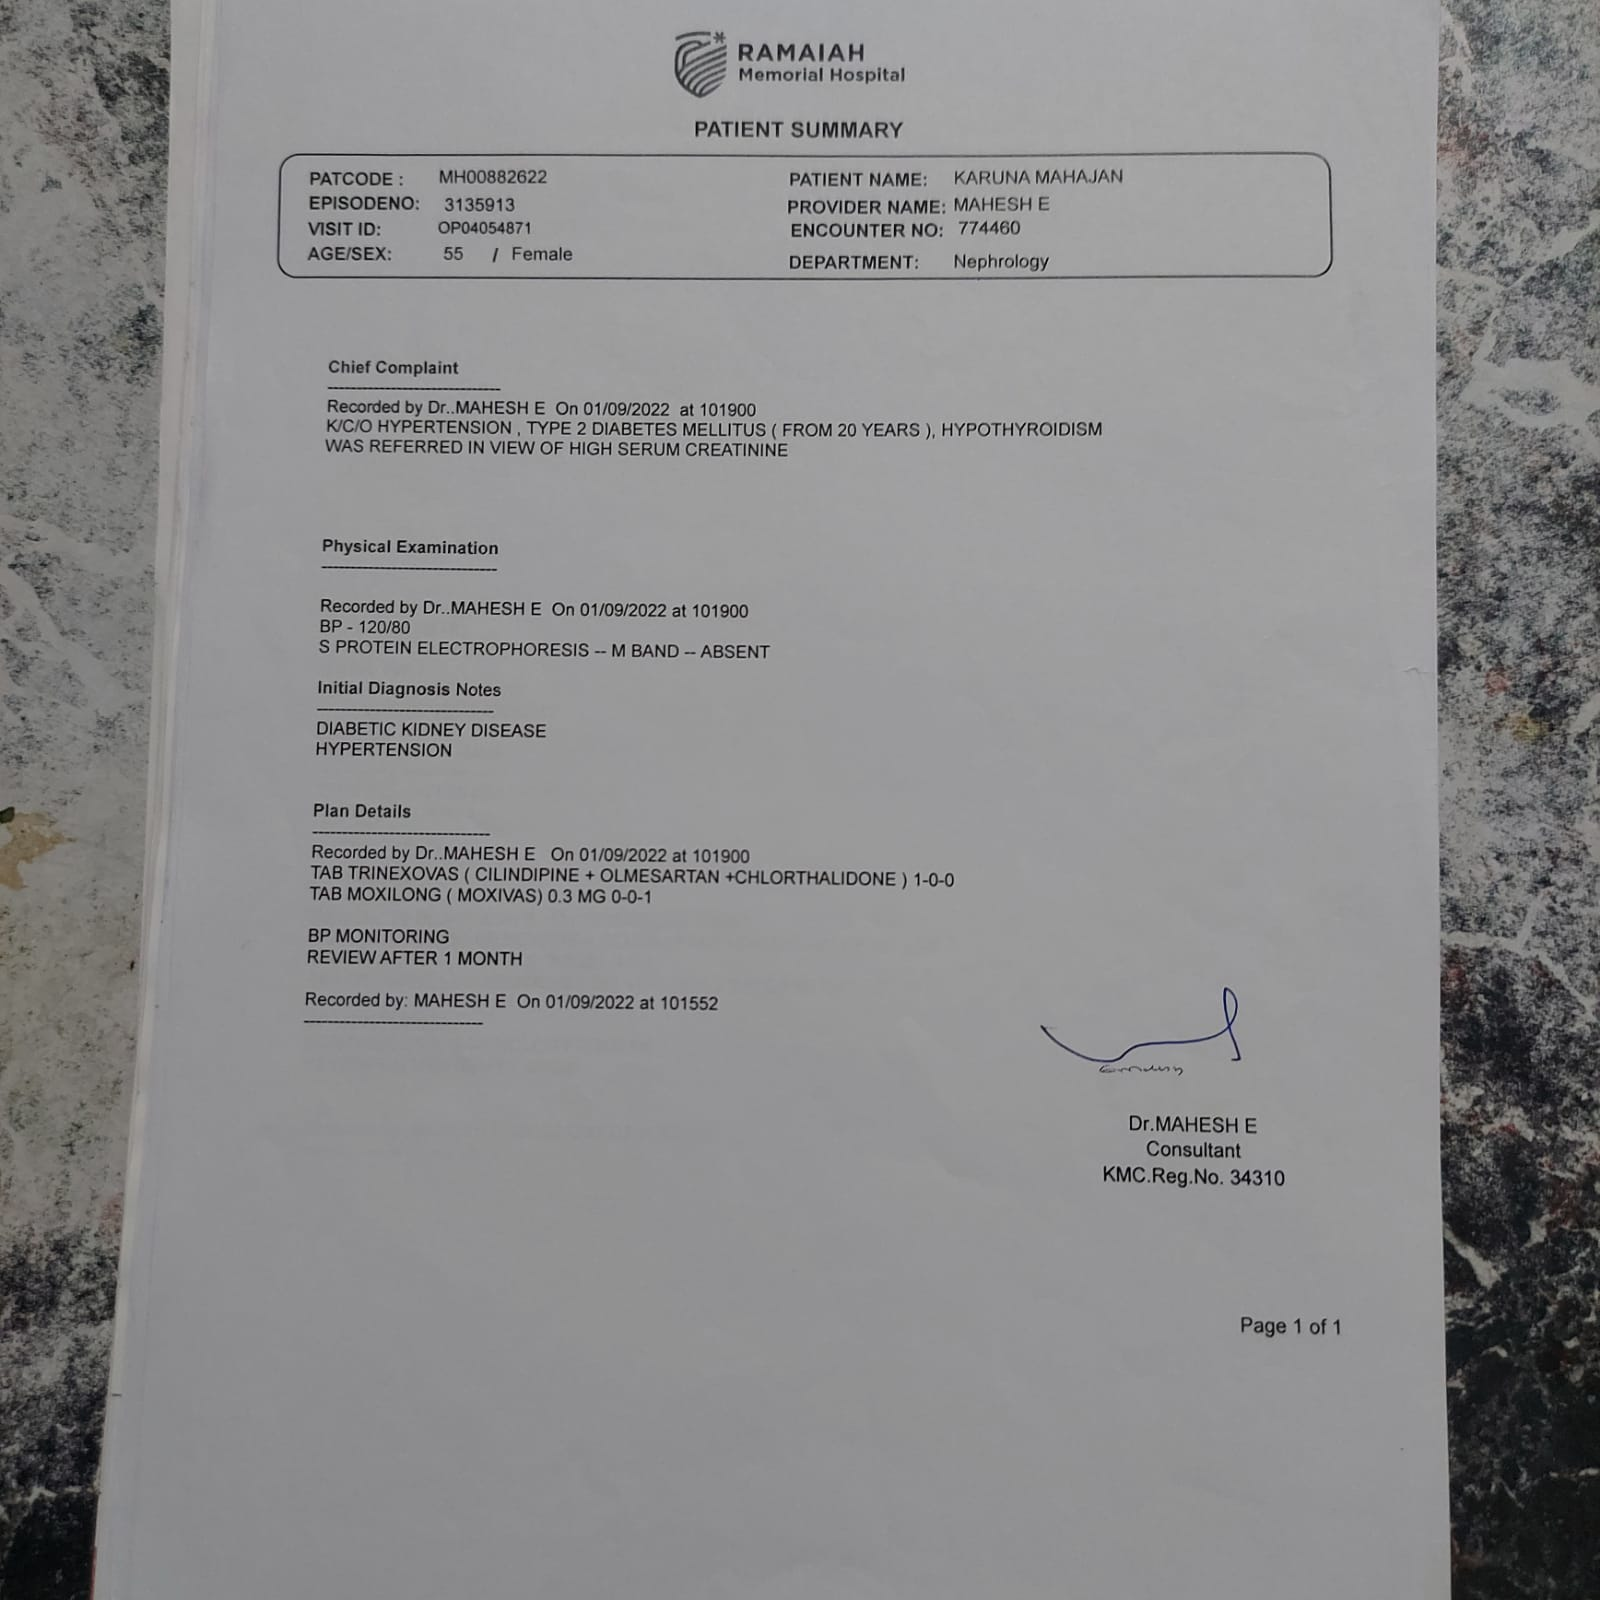 RAMAIAH
Memorial Hospital
PATIENT SUMMARY
PATCODE : MH00882622 PATIENT NAME: KARUNA MAHAJAN
EPISODENO: 3135913 PROVIDER NAME: MAHESH E
VISIT ID: OP04054871 ENCOUNTER NO: 774460
AGE/SEX: 55 / Female DEPARTMENT: Nephrology
Chief Complaint
Recorded by Dr..MAHESH E On 01/09/2022 at 101900
K/C/O HYPERTENSION , TYPE 2 DIABETES MELLITUS ( FROM 20 YEARS ), HYPOTHYROIDISM
WAS REFERRED IN VIEW OF HIGH SERUM CREATININE
Physical Examination
Recorded by Dr..MAHESH E On 01/09/2022 at 101900
BP - 120/80
S PROTEIN ELECTROPHORESIS -- M BAND -- ABSENT
Initial Diagnosis Notes
DIABETIC KIDNEY DISEASE
HYPERTENSION
Plan Details
Recorded by Dr..MAHESH E On 01/09/2022 at 101900
TAB TRINEXOVAS ( CILINDIPINE + OLMESARTAN +CHLORTHALIDONE ) 1-0-0
TAB MOXILONG ( MOXIVAS) 0.3 MG 0-0-1
BP MONITORING
REVIEW AFTER 1 MONTH
Recorded by: MAHESH E On 01/09/2022 at 101552
Dr.MAHESH E
Consultant
KMC.Reg.No. 34310
Page 1 of 1